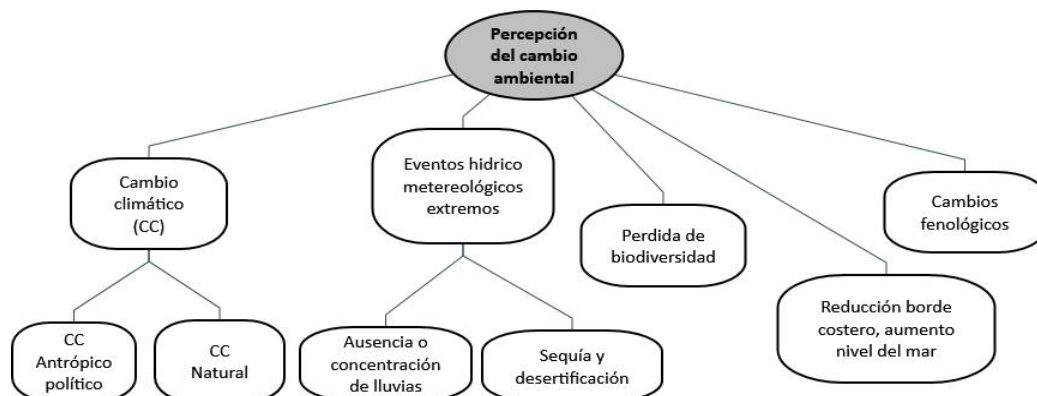 Percepción
del cambio
ambiental
Cambio
climático
(CC)
Eventos hidrico
metereológicos
extremos
Perdida de
biodiversidad
Cambios
fenológicos
Reducción borde
costero, aumento
nivel del mar
CC
Antrópico
político
CC
Natural
Ausencia o
concentración
de lluvias
Sequía y
desertificación